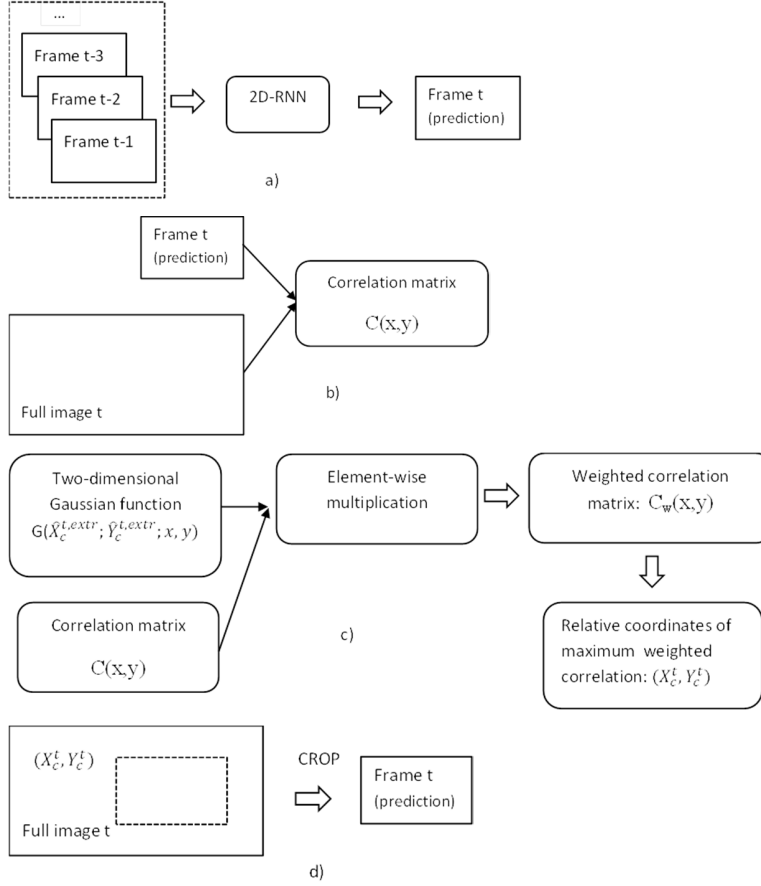 ...
Frame t-3
Frame t-2
Frame t-1
2D-RNN
Frame t
(prediction)
a)
Frame t
(prediction)
Correlation matrix
C(x,y)
Full image t
b)
Two-dimensional
Gaussian function
G(X̂_c^{t,extr}; Ŷ_c^{t,extr}; x, y)
Element-wise
multiplication
Weighted correlation
matrix: C_w(x,y)
Correlation matrix
C(x,y)
c)
Relative coordinates of
maximum weighted
correlation: (X_c^t, Y_c^t)
(X_c^t, Y_c^t)
Full image t
CROP
Frame t
(prediction)
d)